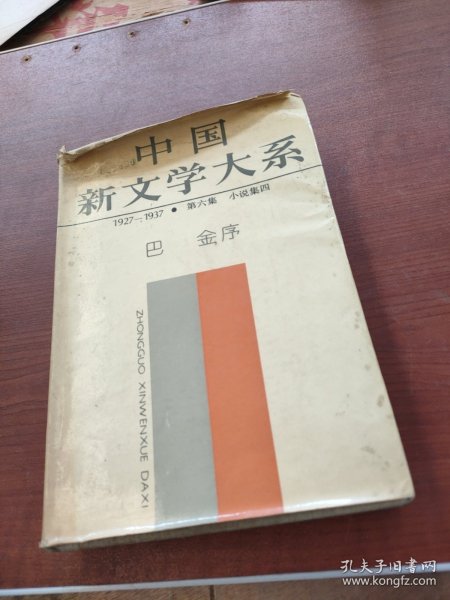 中国
新文学大系
1927—1937 ● 第六集 小说集四
巴 金序
ZHONGGUO XINWENXUE DAXI
孔夫子旧书网
www.kongfz.com